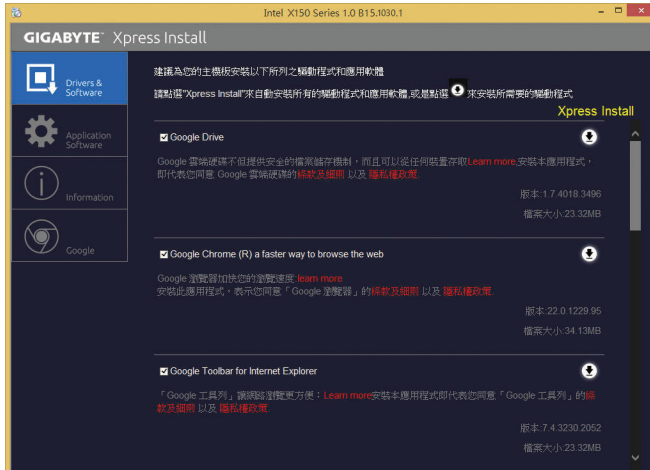 Intel X150 Series 1.0 B15.1030.1
GIGABYTE™ Xpress Install
Drivers & Software
建議為您的主機板安裝以下所列之驅動程式和應用軟體
請點選"Xpress Install"來自動安裝所有的驅動程式和應用軟體,或是點選 來安裝所需要的驅動程式
Xpress Install
Application Software
Information
Google
Google Drive
Google 雲端硬碟不但提供安全的檔案儲存機制，而且可以從任何裝置存取Learn more,安裝本應用程式，
即代表您同意 Google 雲端硬碟的條款及細則 以及 隱私權政策.
版本:1.7.4018.3496
檔案大小:23.32MB
Google Chrome (R) a faster way to browse the web
Google 瀏覽器加快您的瀏覽速度:learn more
安裝此應用程式，表示您同意「Google 瀏覽器」的條款及細則 以及 隱私權政策.
版本:22.0.1229.95
檔案大小:34.13MB
Google Toolbar for Internet Explorer
「Google 工具列」讓網路瀏覽更方便：Learn more安裝本應用程式即代表您同意「Google 工具列」的條
款及細則 以及 隱私權政策.
版本:7.4.3230.2052
檔案大小:23.32MB